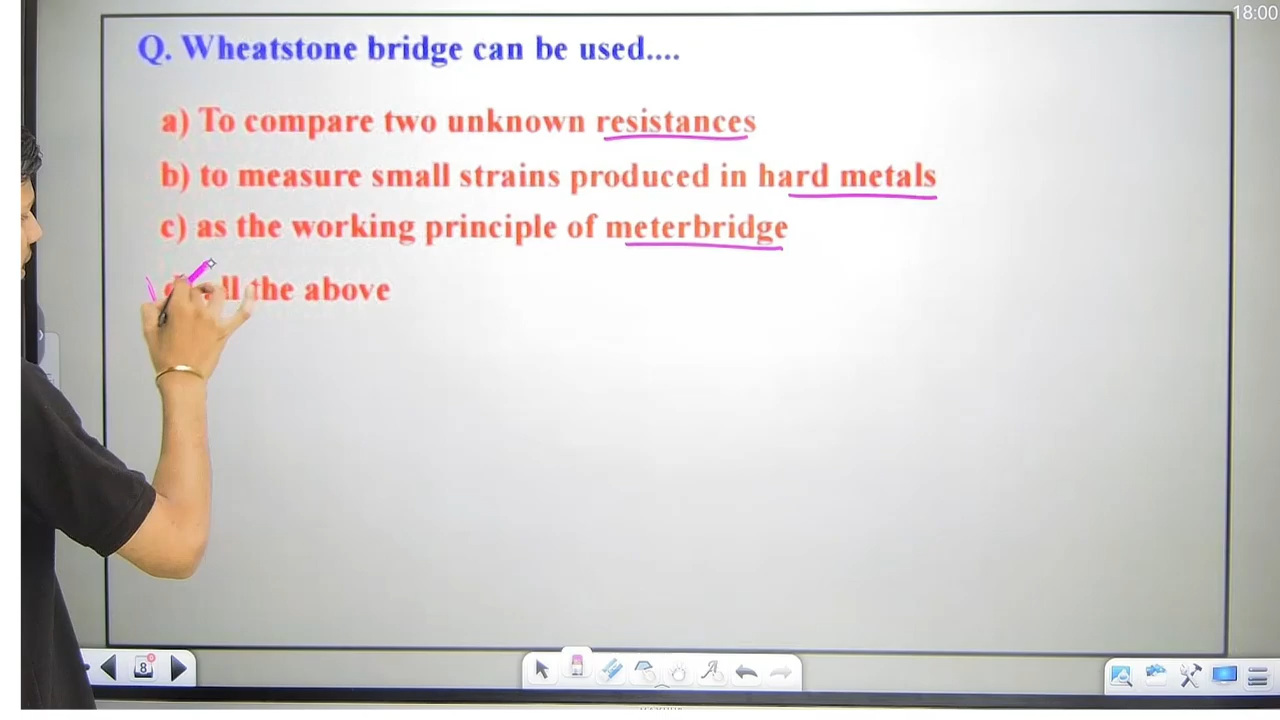 18:00
Q. Wheatstone bridge can be used....
a) To compare two unknown resistances
b) to measure small strains produced in hard metals
c) as the working principle of meterbridge
the above
8